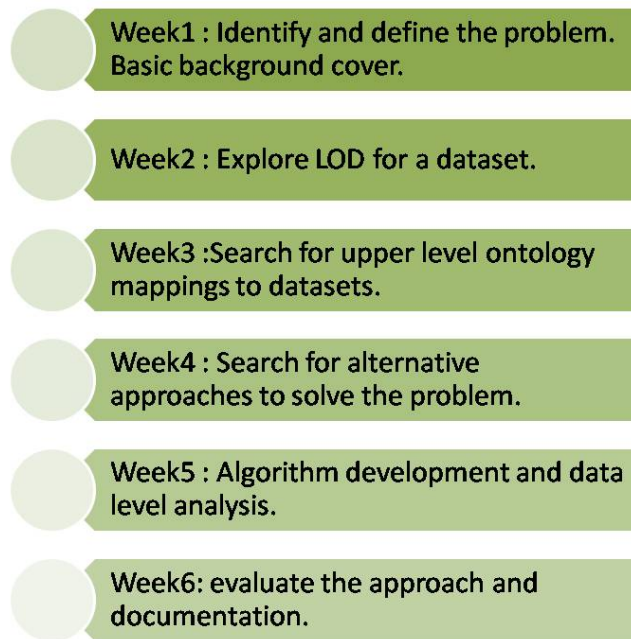 Week1 : Identify and define the problem.
Basic background cover.
Week2 : Explore LOD for a dataset.
Week3 :Search for upper level ontology
mappings to datasets.
Week4 : Search for alternative
approaches to solve the problem.
Week5 : Algorithm development and data
level analysis.
Week6: evaluate the approach and
documentation.